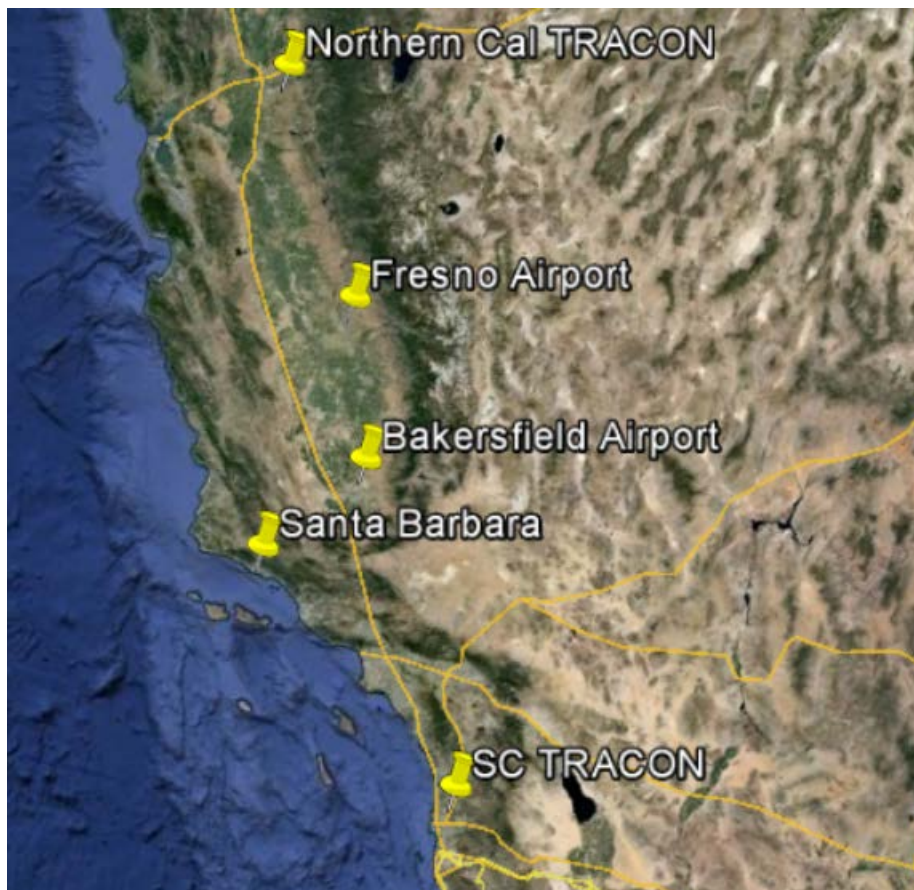 Northern Cal TRACON
Fresno Airport
Bakersfield Airport
Santa Barbara
SC TRACON